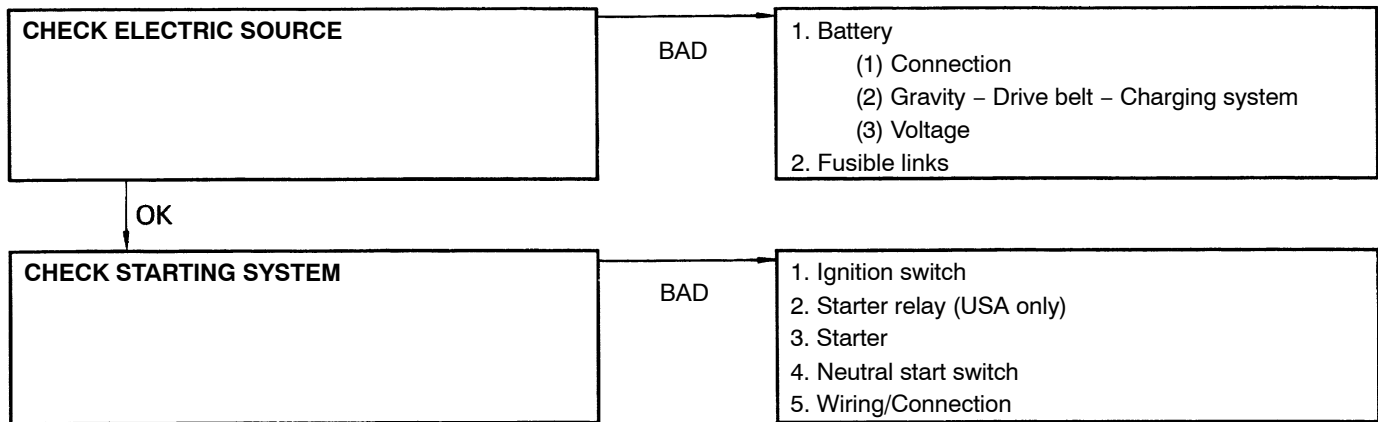 CHECK ELECTRIC SOURCE
BAD
1. Battery
(1) Connection
(2) Gravity – Drive belt – Charging system
(3) Voltage
2. Fusible links
OK
CHECK STARTING SYSTEM
BAD
1. Ignition switch
2. Starter relay (USA only)
3. Starter
4. Neutral start switch
5. Wiring/Connection